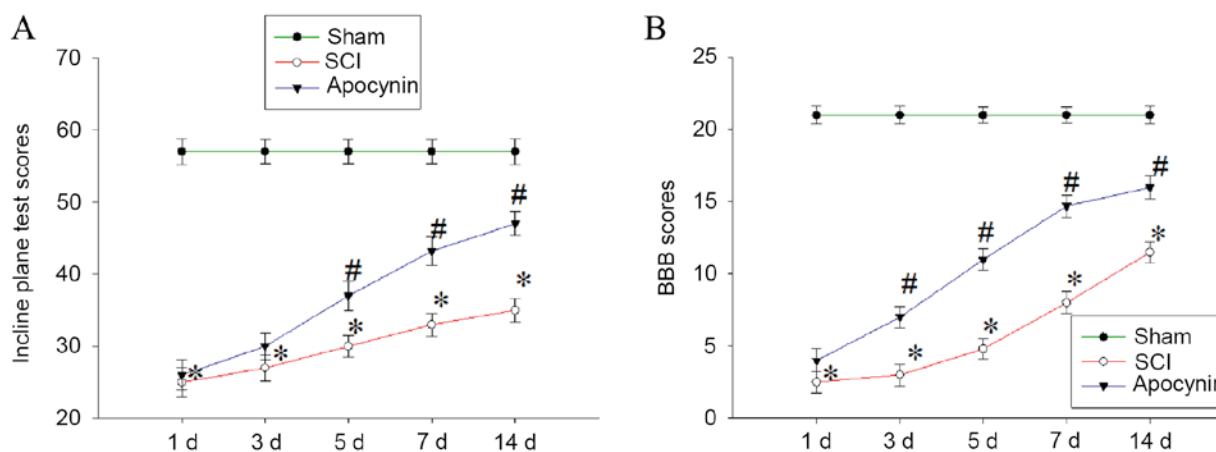 A
Sham
SCI
Apocynin
Incline plane test scores
70
60
50
40
30
20
#
#
#
*
*
*
*
*
1 d
3 d
5 d
7 d
14 d
B
BBB scores
25
20
15
10
5
0
#
#
#
#
*
*
*
*
*
Sham
SCI
Apocynin
1 d
3 d
5 d
7 d
14 d